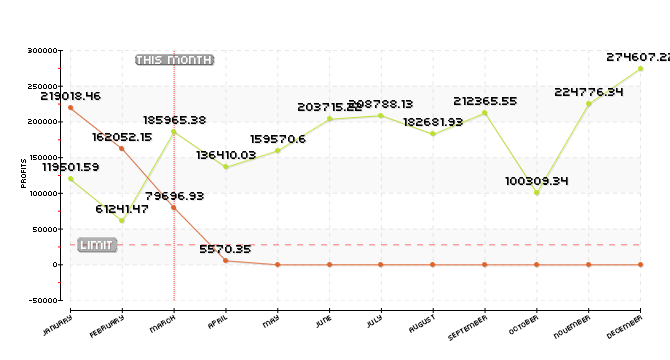 300000
250000
200000
150000
100000
50000
0
-50000
PROFITS
THIS MONTH
LIMIT
219018.46
162052.15
79696.93
5570.35
119501.59
61241.47
185965.38
136410.03
159570.6
203715.22
208788.13
182681.93
212365.55
100309.34
224776.34
274607.22
JANUARY
FEBRUARY
MARCH
APRIL
MAY
JUNE
JULY
AUGUST
SEPTEMBER
OCTOBER
NOVEMBER
DECEMBER